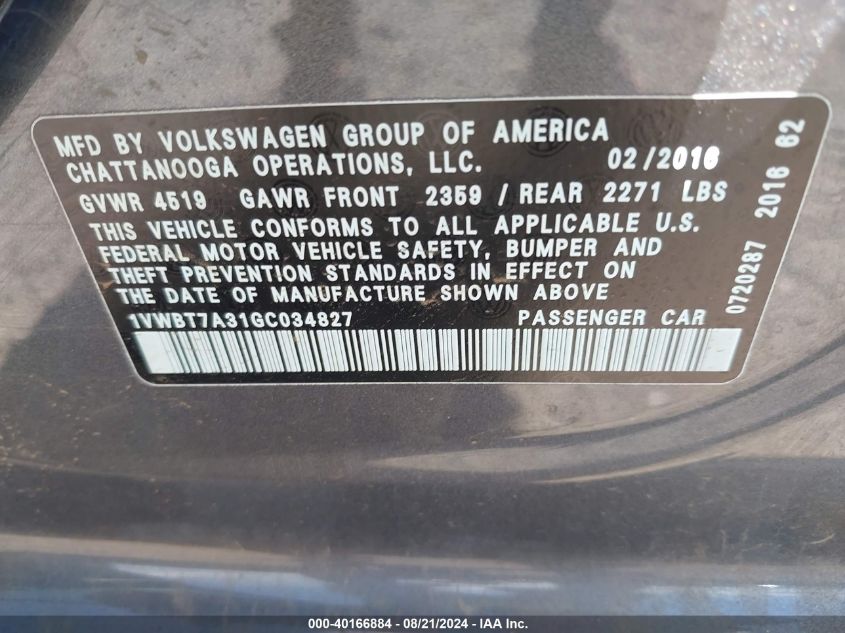 MFD BY VOLKSWAGEN GROUP OF AMERICA
CHATTANOOGA OPERATIONS, LLC. 02/2016
GVWR 4519 GAWR FRONT 2359 / REAR 2271 LBS
THIS VEHICLE CONFORMS TO ALL APPLICABLE U.S.
FEDERAL MOTOR VEHICLE SAFETY, BUMPER AND
THEFT PREVENTION STANDARDS IN EFFECT ON
THE DATE OF MANUFACTURE SHOWN ABOVE
1VWBT7A31GC034827 PASSENGER CAR
0720287 2016 62
000-40166884 - 08/21/2024 - IAA Inc.